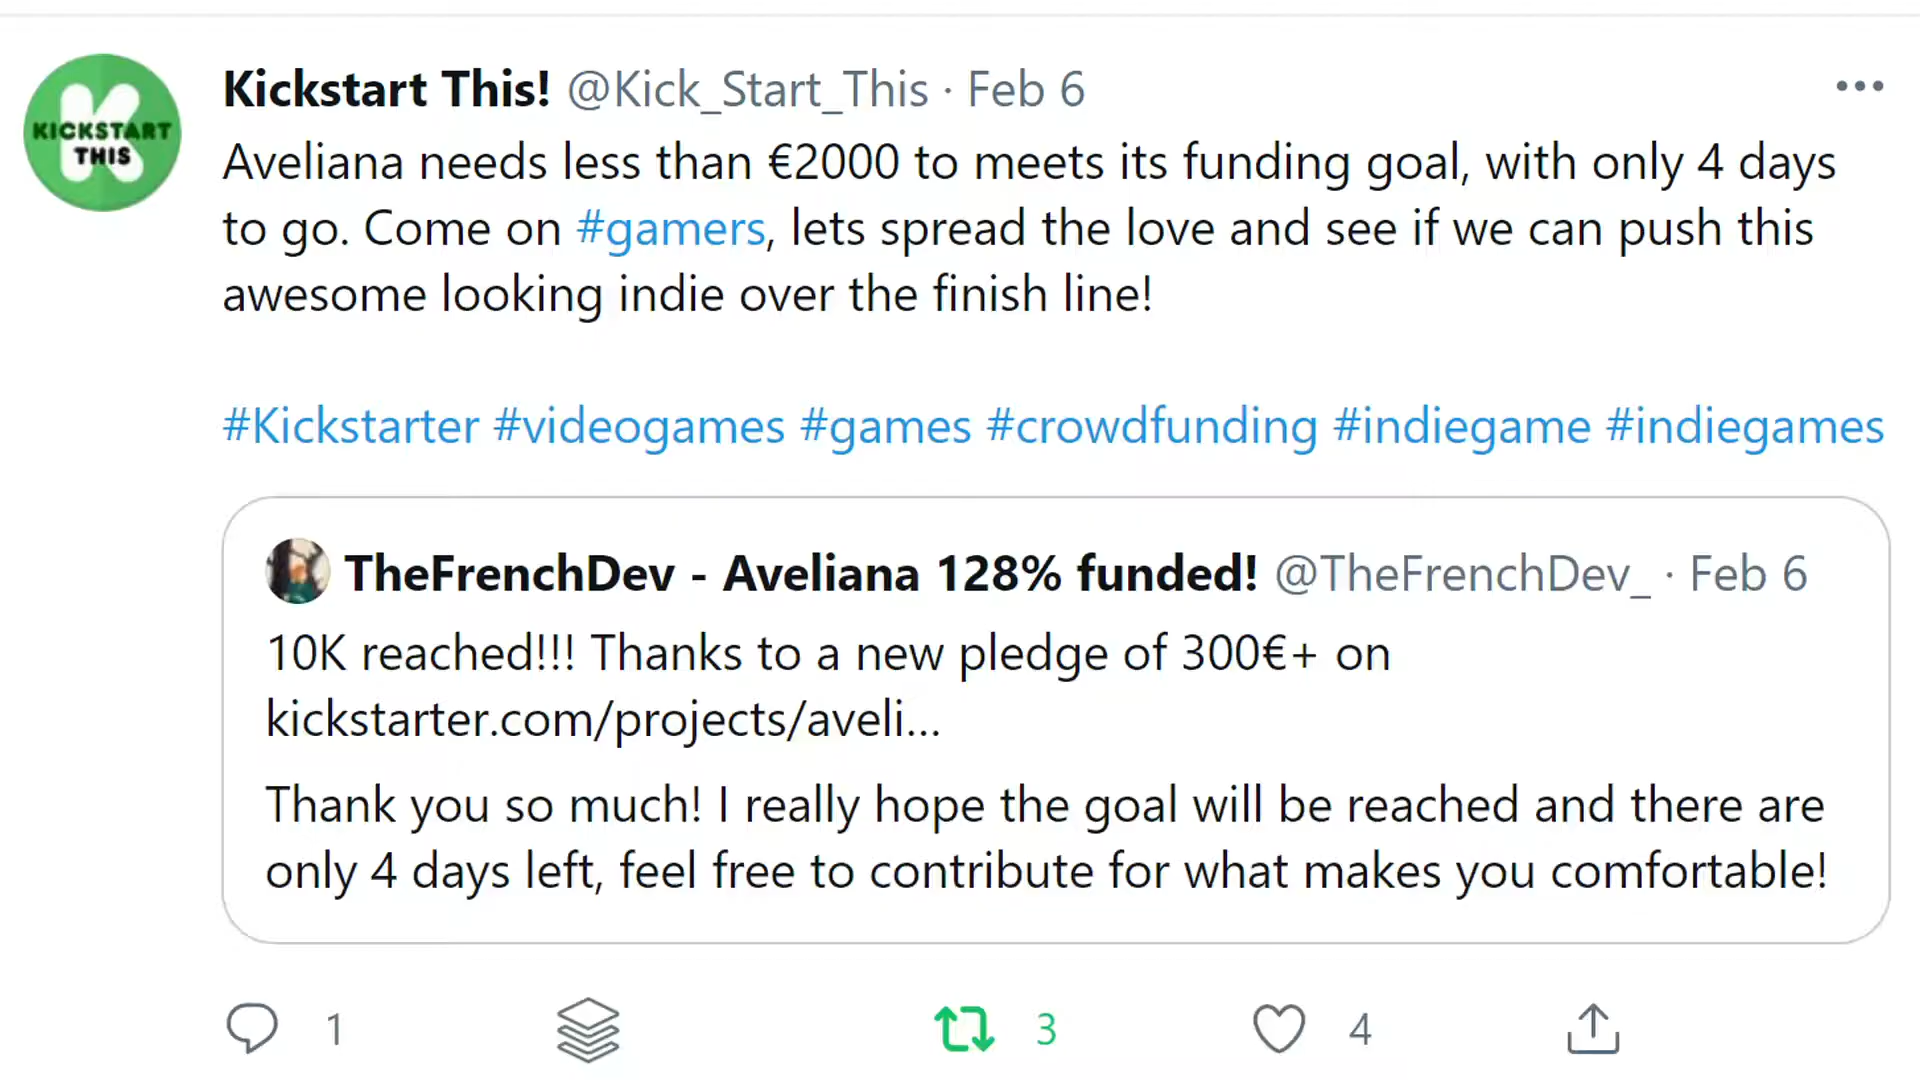 Kickstart This! @Kick_Start_This · Feb 6
KICKSTART
THIS
Aveliana needs less than €2000 to meets its funding goal, with only 4 days
to go. Come on #gamers, lets spread the love and see if we can push this
awesome looking indie over the finish line!
#Kickstarter #videogames #games #crowdfunding #indiegame #indiegames
TheFrenchDev - Aveliana 128% funded! @TheFrenchDev_ · Feb 6
10K reached!!! Thanks to a new pledge of 300€+ on
kickstarter.com/projects/aveli...
Thank you so much! I really hope the goal will be reached and there are
only 4 days left, feel free to contribute for what makes you comfortable!
1 3 4